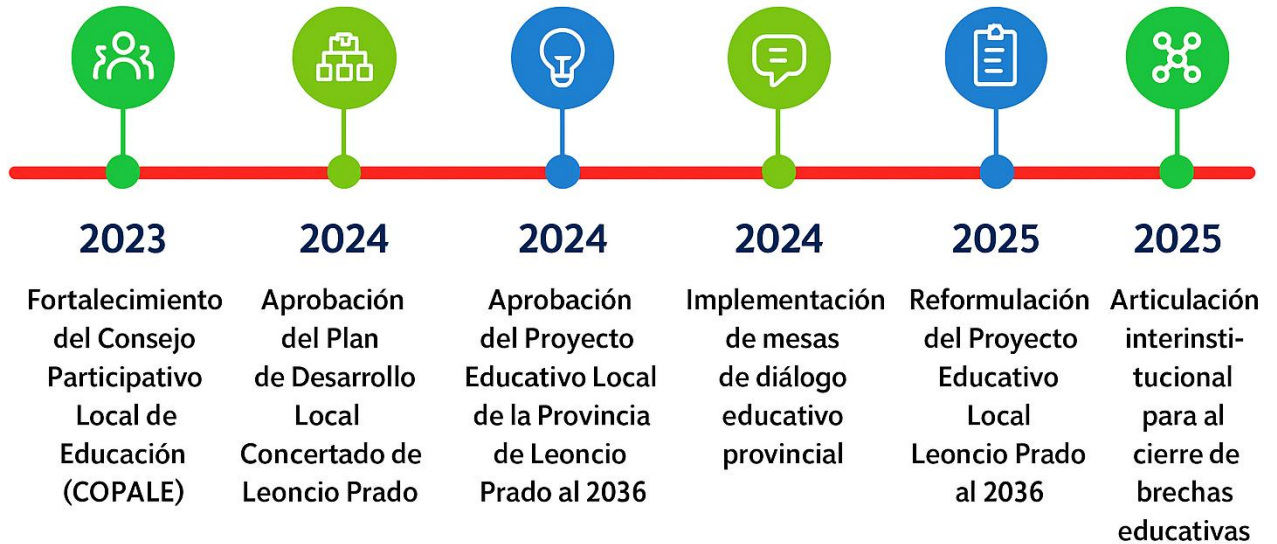 2023
Fortalecimiento
del Consejo
Participativo
Local de
Educación
(COPALE)
2024
Aprobación
del Plan
de Desarrollo
Local
Concertado de
Leoncio Prado
2024
Aprobación
del Proyecto
Educativo Local
de la Provincia
de Leoncio
Prado al 2036
2024
Implementación
de mesas
de diálogo
educativo
provincial
2025
Reformulación
del Proyecto
Educativo
Local
Leoncio Prado
al 2036
2025
Articulación
interinsti-
tucional
para al
cierre de
brechas
educativas